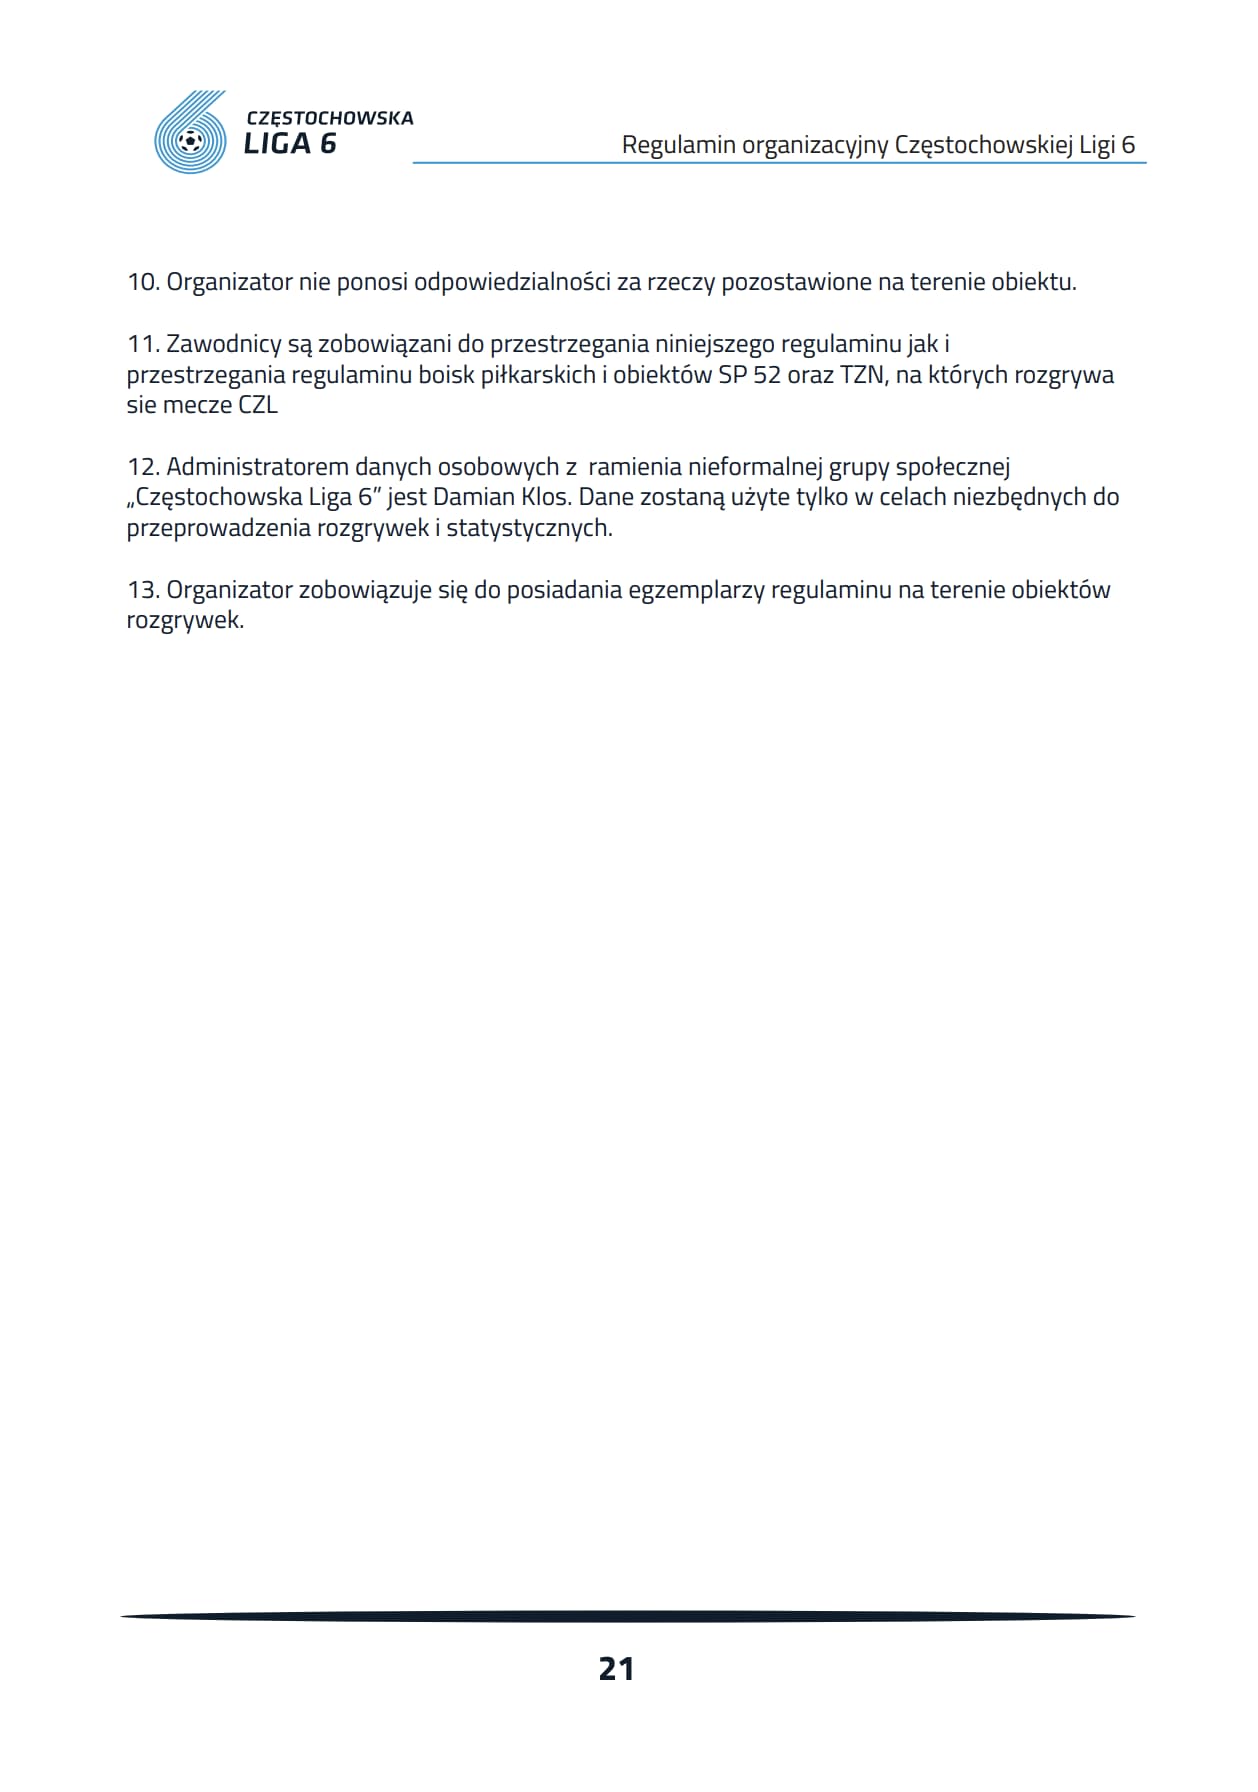 CZĘSTOCHOWSKA
LIGA 6
Regulamin organizacyjny Częstochowskiej Ligi 6
10. Organizator nie ponosi odpowiedzialności za rzeczy pozostawione na terenie obiektu.
11. Zawodnicy są zobowiązani do przestrzegania niniejszego regulaminu jak i
przestrzegania regulaminu boisk piłkarskich i obiektów SP 52 oraz TZN, na których rozgrywa
sie mecze CZL
12. Administratorem danych osobowych z  ramienia nieformalnej grupy społecznej
„Częstochowska Liga 6” jest Damian Klos. Dane zostaną użyte tylko w celach niezbędnych do
przeprowadzenia rozgrywek i statystycznych.
13. Organizator zobowiązuje się do posiadania egzemplarzy regulaminu na terenie obiektów
rozgrywek.
21